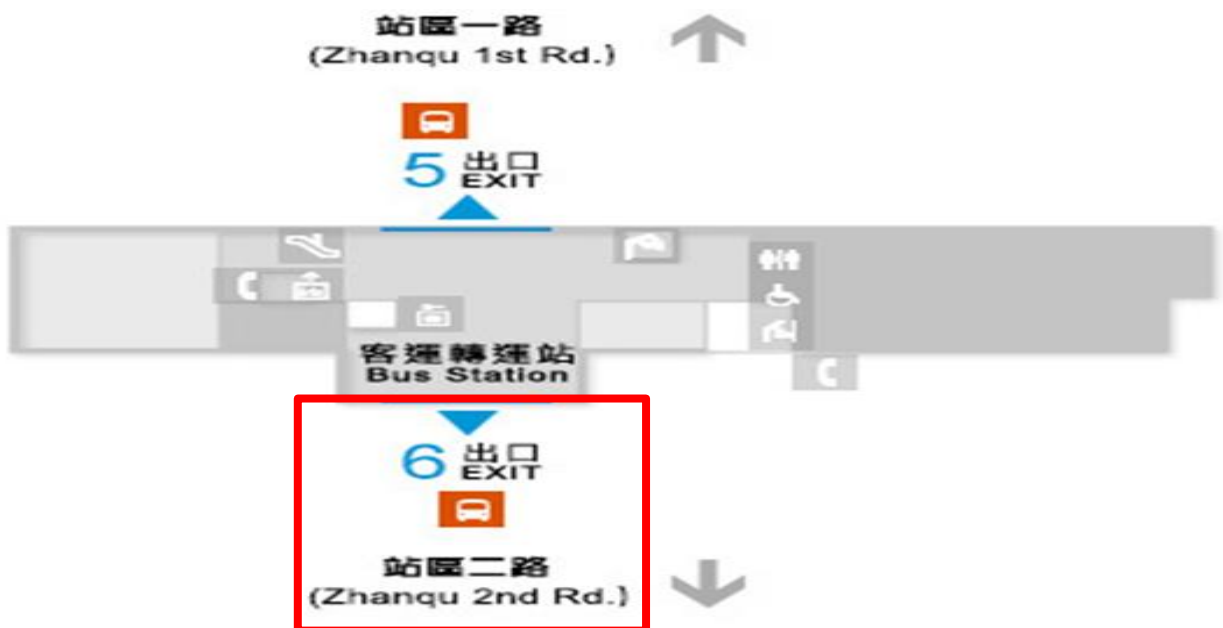 站區一路
(Zhanqu 1st Rd.)
5 出口
EXIT
客運轉運站
Bus Station
6 出口
EXIT
站區二路
(Zhanqu 2nd Rd.)